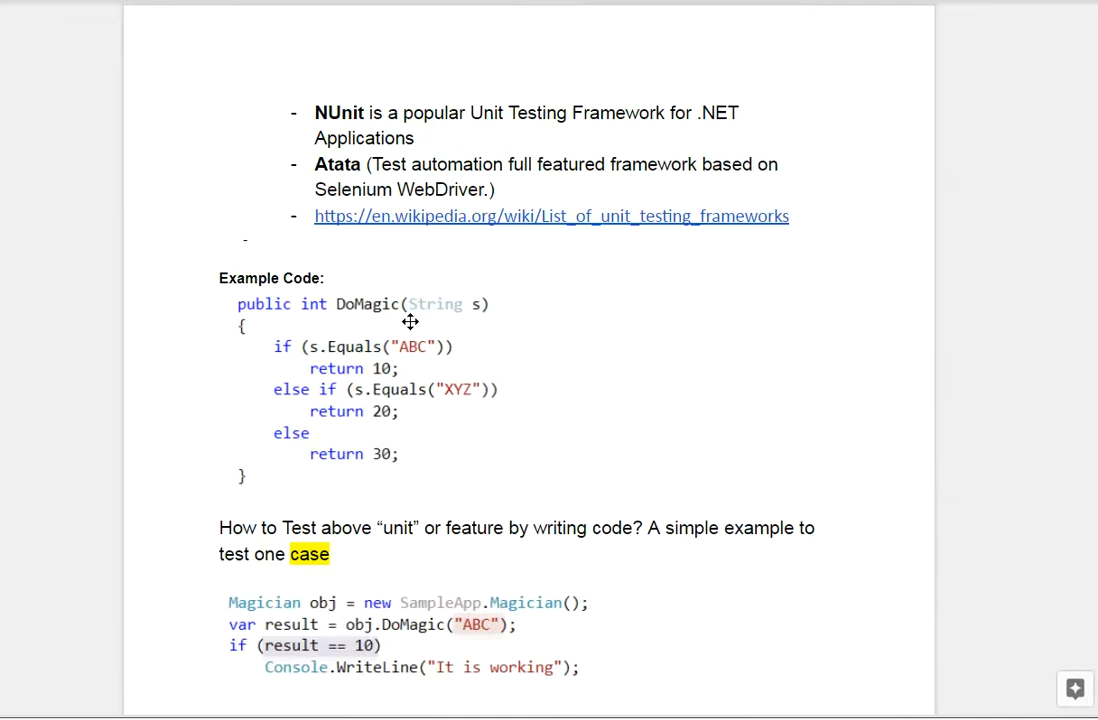 - NUnit is a popular Unit Testing Framework for .NET
Applications
- Atata (Test automation full featured framework based on
Selenium WebDriver.)
- https://en.wikipedia.org/wiki/List_of_unit_testing_frameworks
-
Example Code:
public int DoMagic(String s)
{
if (s.Equals("ABC"))
return 10;
else if (s.Equals("XYZ"))
return 20;
else
return 30;
}
How to Test above “unit” or feature by writing code? A simple example to
test one case
Magician obj = new SampleApp.Magician();
var result = obj.DoMagic("ABC");
if (result == 10)
Console.WriteLine("It is working");